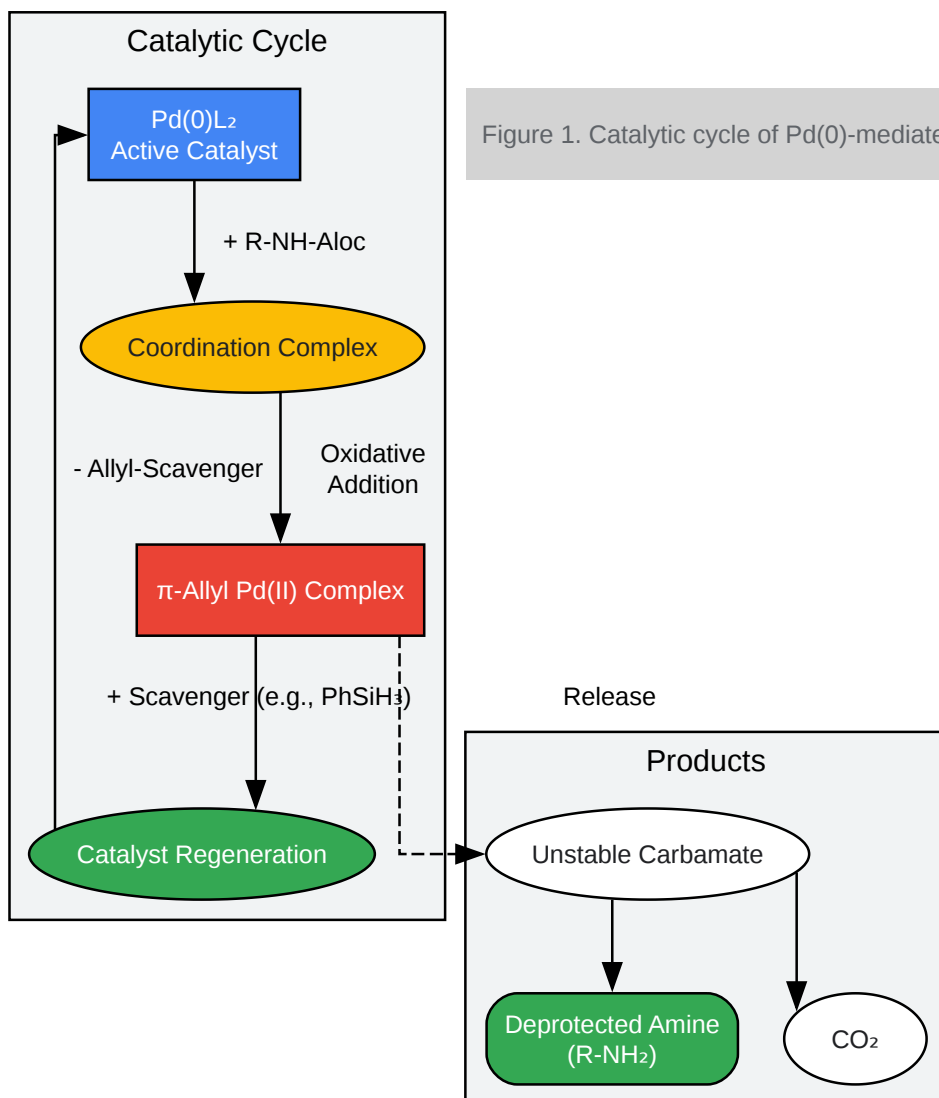 Catalytic Cycle
Pd(0)L₂
Active Catalyst
Figure 1. Catalytic cycle of Pd(0)-mediate
+ R-NH-Aloc
Coordination Complex
- Allyl-Scavenger
Oxidative
Addition
π-Allyl Pd(II) Complex
+ Scavenger (e.g., PhSiH₃)
Release
Catalyst Regeneration
Products
Unstable Carbamate
Deprotected Amine
(R-NH₂)
CO₂